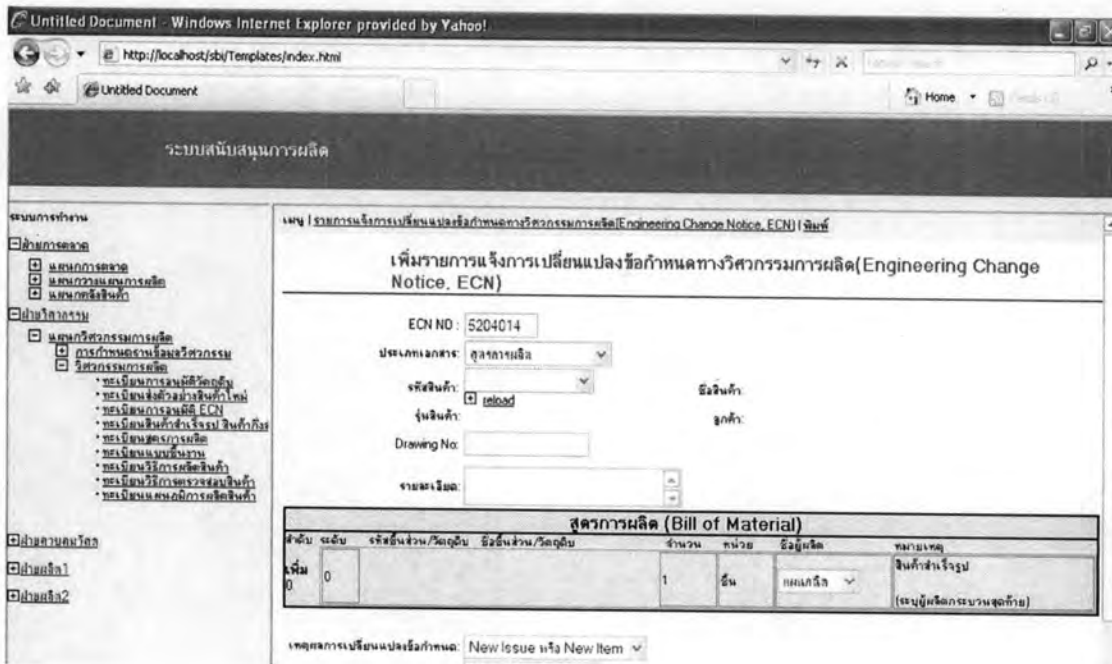 Untitled Document - Windows Internet Explorer provided by Yahoo!
http://localhost/sbi/Templates/index.html
Untitled Document
Home
ระบบสนับสนุนการผลิต
ระบบการทำงาน
ฝ่ายการตลาด
แผนกการตลาด
แผนกวางแผนการผลิต
แผนกคลังสินค้า
ฝ่ายวิศวกรรม
แผนกวิศวกรรมการผลิต
การกำหนดฐานข้อมูลวิศวกรรม
วิศวกรรมการผลิต
ทะเบียนการอนุมัติวัตถุดิบ
ทะเบียนส่งตัวอย่างสินค้าใหม่
ทะเบียนการอนุมัติ ECN
ทะเบียนสินค้าสำเร็จรูป สินค้ากึ่งส
ทะเบียนสูตรการผลิต
ทะเบียนแบบชิ้นงาน
ทะเบียนวิธีการผลิตสินค้า
ทะเบียนวิธีการตรวจสอบสินค้า
ทะเบียนแผนภูมิการผลิตสินค้า
ฝ่ายควบคุมวัสดุ
ฝ่ายผลิต1
ฝ่ายผลิต2
เมนู | รายการแจ้งการเปลี่ยนแปลงข้อกำหนดทางวิศวกรรมการผลิต(Engineering Change Notice, ECN) | พิมพ์
เพิ่มรายการแจ้งการเปลี่ยนแปลงข้อกำหนดทางวิศวกรรมการผลิต(Engineering Change
Notice, ECN)
ECN NO : 5204014
ประเภทเอกสาร: สูตรการผลิต
รหัสสินค้า: ชื่อสินค้า:
reload
รุ่นสินค้า: ลูกค้า:
Drawing No:
รายละเอียด:
สูตรการผลิต (Bill of Material)
ลำดับ ระดับ รหัสชิ้นส่วน/วัตถุดิบ ชื่อชิ้นส่วน/วัตถุดิบ จำนวน หน่วย ชื่อผู้ผลิต หมายเหตุ
เพิ่ม สินค้าสำเร็จรูป
0 0 1 ชิ้น
(ระบุผู้ผลิตกระบวนสุดท้าย)
เหตุผลการเปลี่ยนแปลงข้อกำหนด: New Issue หรือ New Item